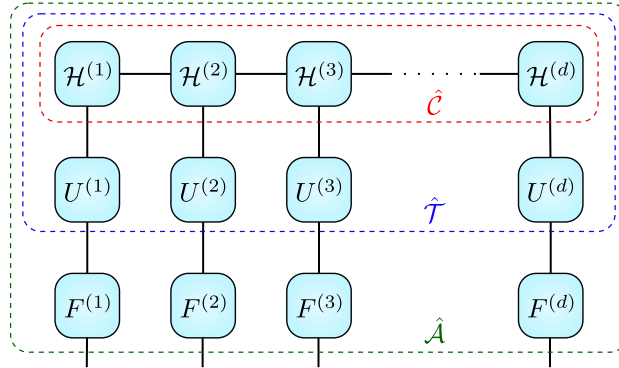 ℋ⁽¹⁾ ℋ⁽²⁾ ℋ⁽³⁾ · · · · · · ℋ⁽ᵈ⁾
𝒞̂
U⁽¹⁾ U⁽²⁾ U⁽³⁾ U⁽ᵈ⁾
𝒯̂
F⁽¹⁾ F⁽²⁾ F⁽³⁾ F⁽ᵈ⁾
𝒜̂